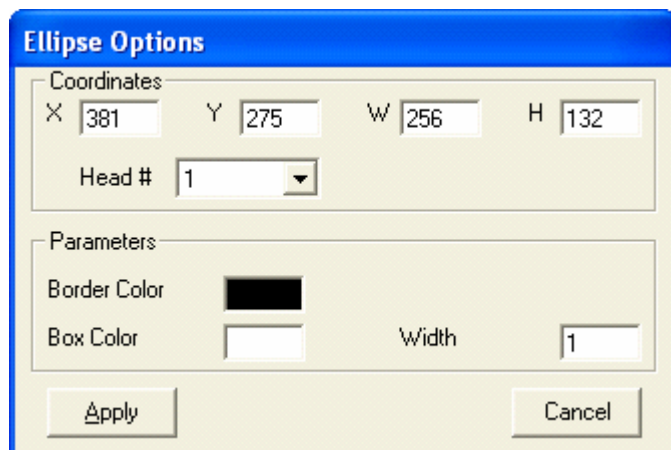 Ellipse Options
Coordinates
X 381 Y 275 W 256 H 132
Head # 1
Parameters
Border Color
Box Color Width 1
Apply Cancel